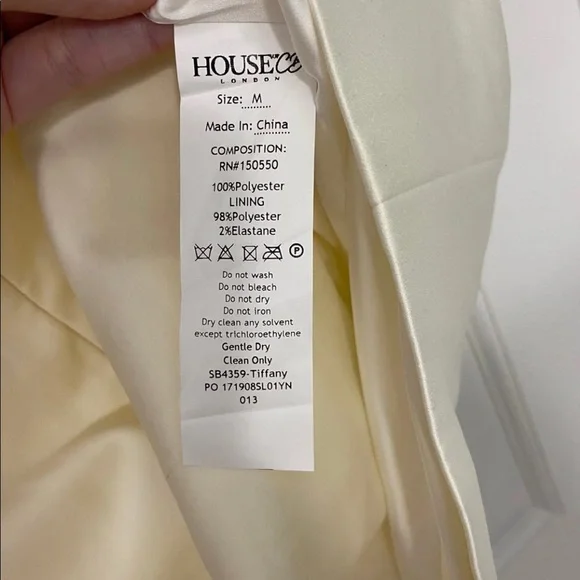 HOUSE OF CB
LONDON
Size: M
Made In: China
COMPOSITION:
RN#150550
100%Polyester
LINING
98%Polyester
2%Elastane
P
Do not wash
Do not bleach
Do not dry
Do not iron
Dry clean any solvent
except trichloroethylene
Gentle Dry
Clean Only
SB4359-Tiffany
PO 171908SL01YN
013